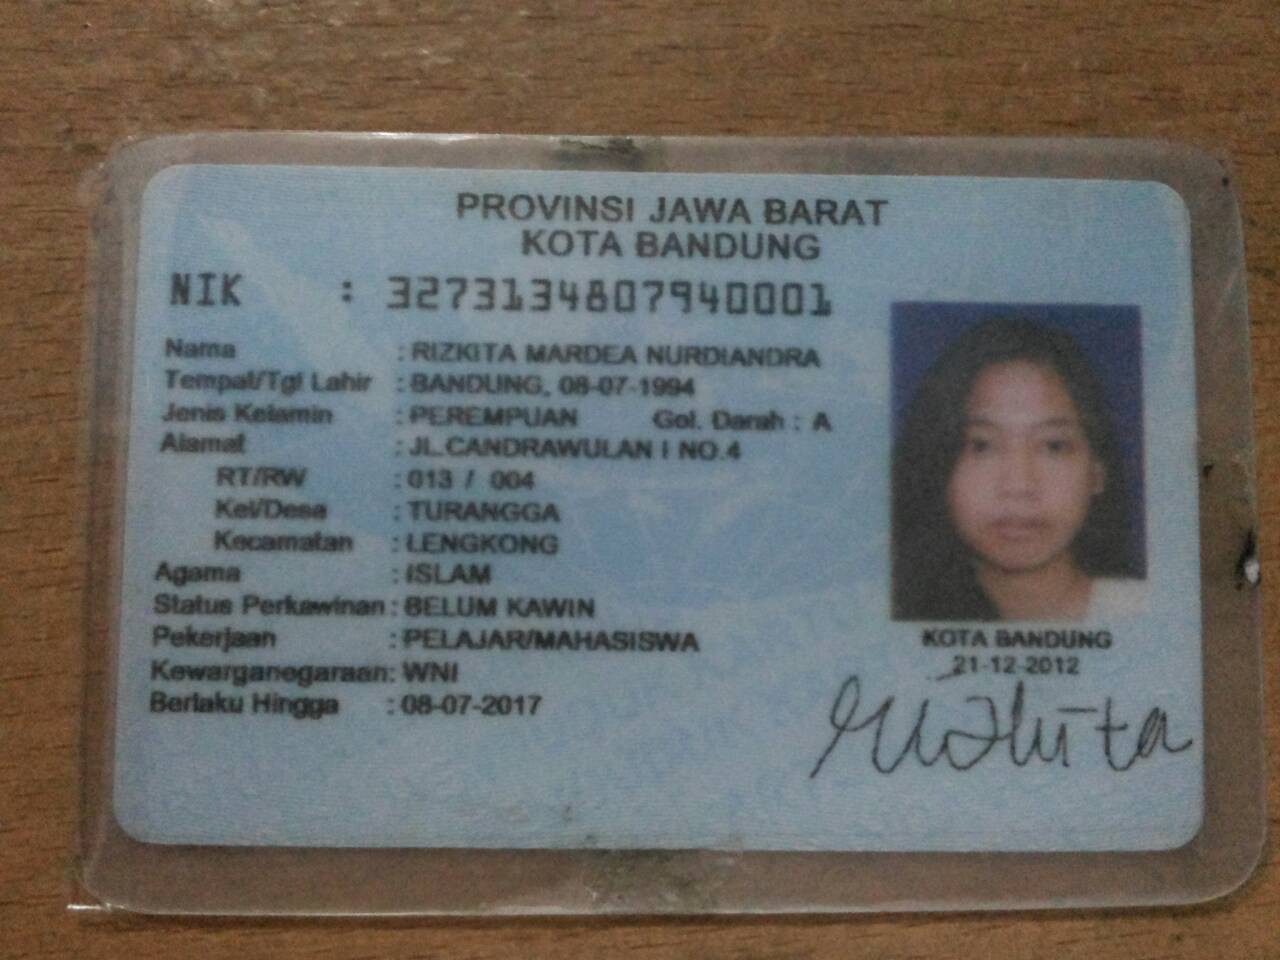 PROVINSI JAWA BARAT
KOTA BANDUNG
NIK : 3273134807940001
Nama : RIZKITA MARDEA NURDIANDRA
Tempat/Tgl Lahir : BANDUNG, 08-07-1994
Jenis Kelamin : PEREMPUAN Gol. Darah : A
Alamat : JL.CANDRAWULAN I NO.4
RT/RW : 013 / 004
Kel/Desa : TURANGGA
Kecamatan : LENGKONG
Agama : ISLAM
Status Perkawinan : BELUM KAWIN
Pekerjaan : PELAJAR/MAHASISWA
Kewarganegaraan: WNI
Berlaku Hingga : 08-07-2017
KOTA BANDUNG
21-12-2012
Rizkita